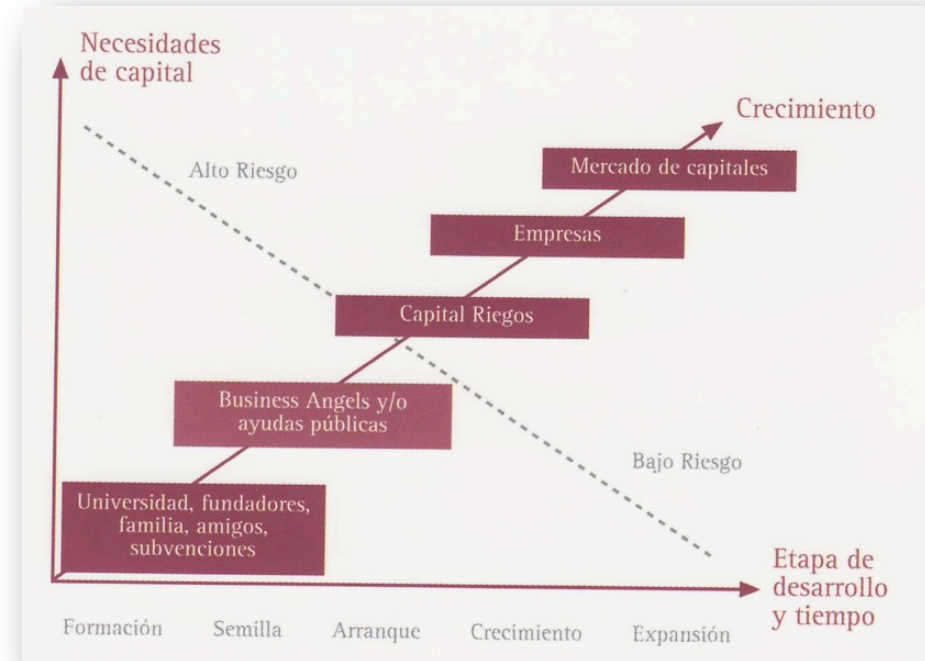 Necesidades
de capital
Crecimiento
Alto Riesgo
Mercado de capitales
Empresas
Capital Riegos
Business Angels y/o
ayudas públicas
Bajo Riesgo
Universidad, fundadores,
familia, amigos,
subvenciones
Etapa de
desarrollo
y tiempo
Formación
Semilla
Arranque
Crecimiento
Expansión